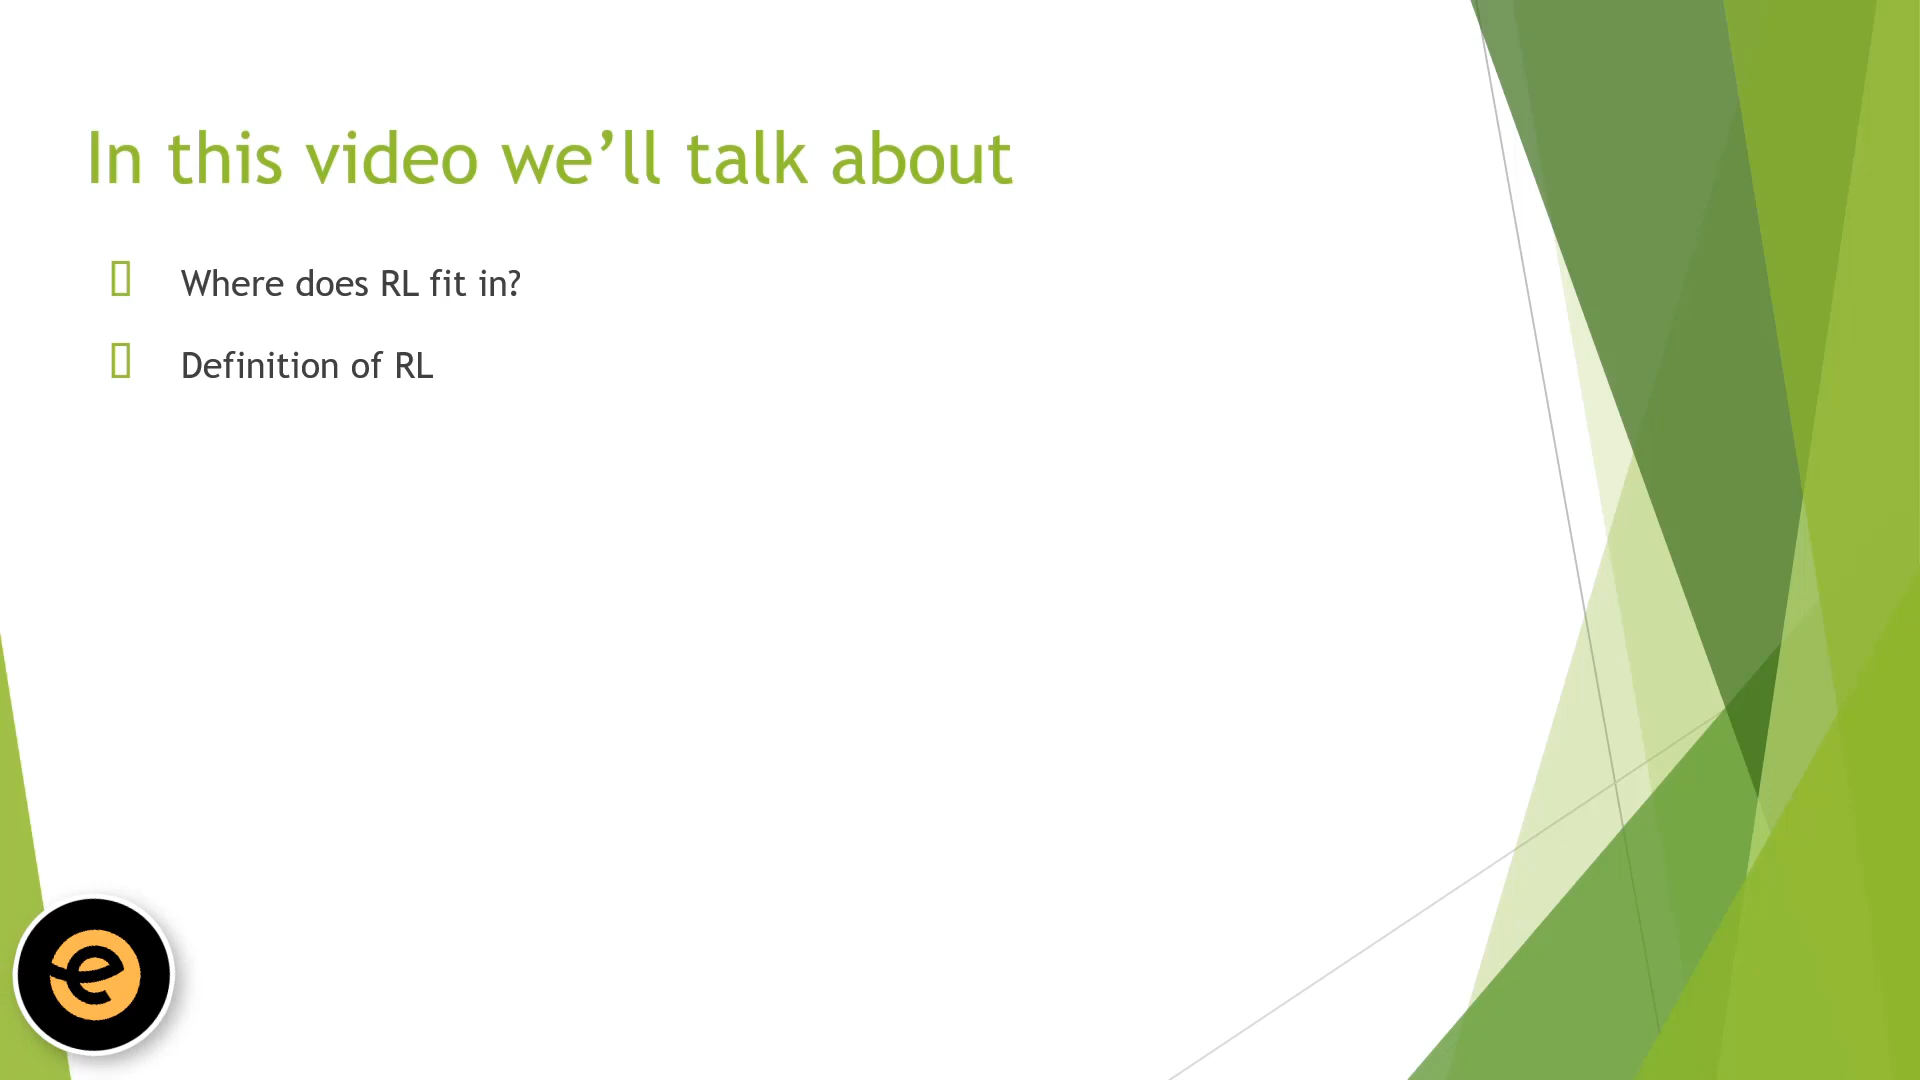 In this video we’ll talk about
Where does RL fit in?
Definition of RL